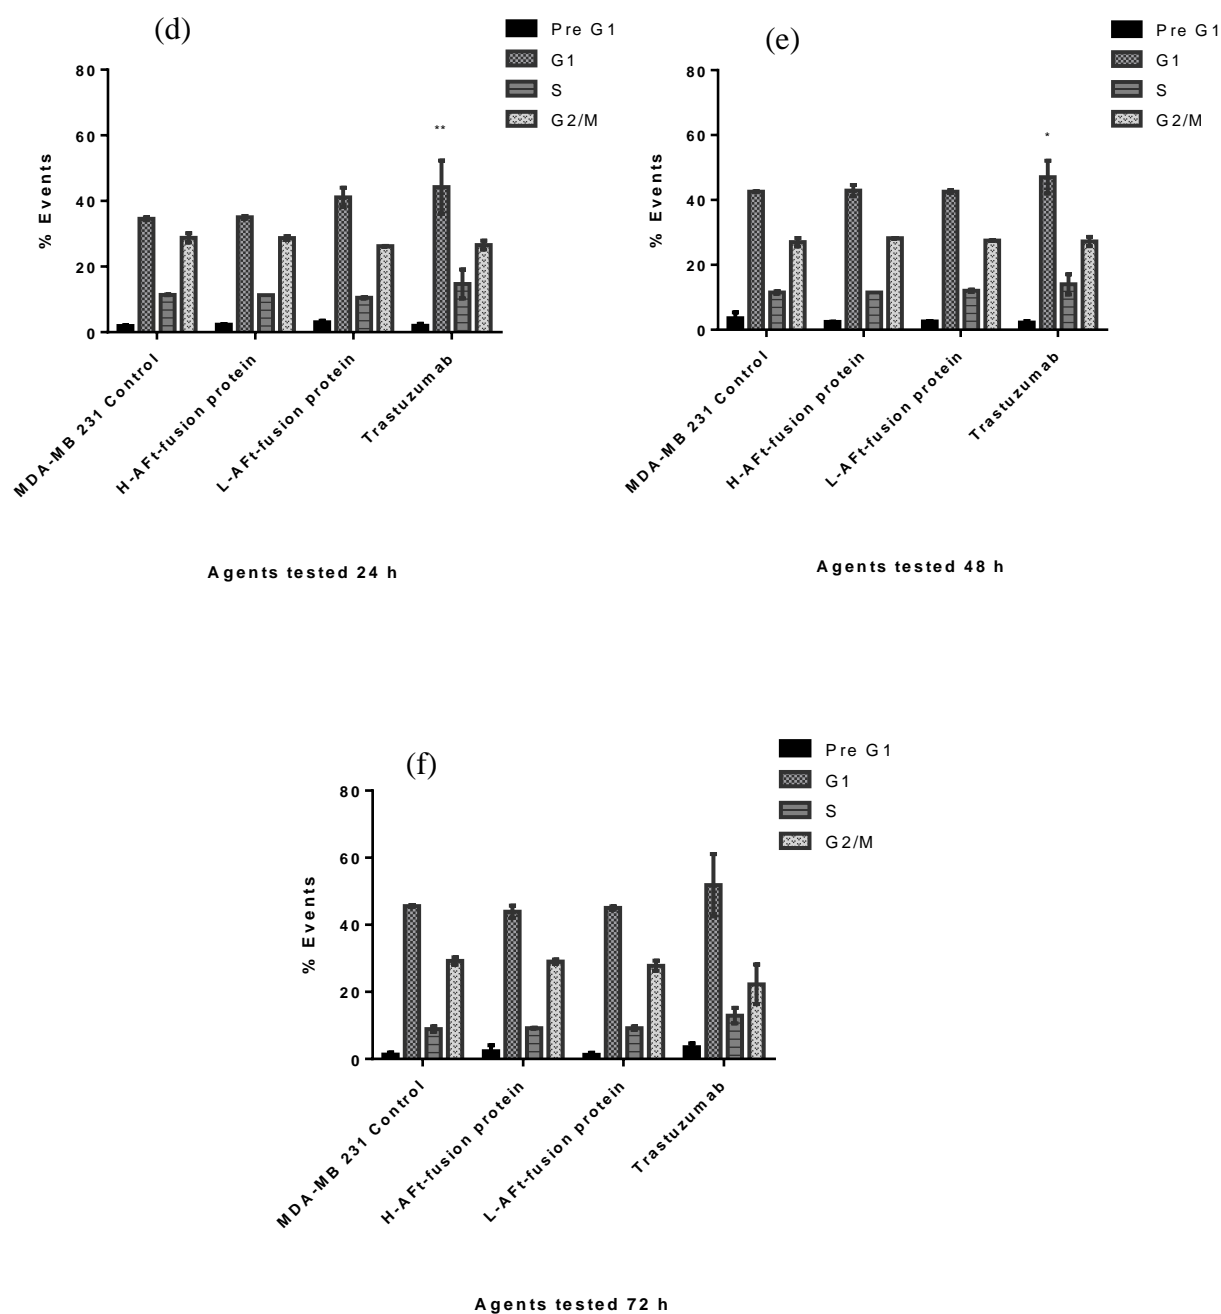 (d)
Pre G1
G1
S
G2/M
80
60
40
20
0
% Events
**
MDA-MB 231 Control
H-AFt-fusion protein
L-AFt-fusion protein
Trastuzumab
Agents tested 24 h
(e)
Pre G1
G1
S
G2/M
80
60
40
20
0
% Events
*
MDA-MB 231 Control
H-AFt-fusion protein
L-AFt-fusion protein
Trastuzumab
Agents tested 48 h
(f)
Pre G1
G1
S
G2/M
80
60
40
20
0
% Events
MDA-MB 231 Control
H-AFt-fusion protein
L-AFt-fusion protein
Trastuzumab
Agents tested 72 h